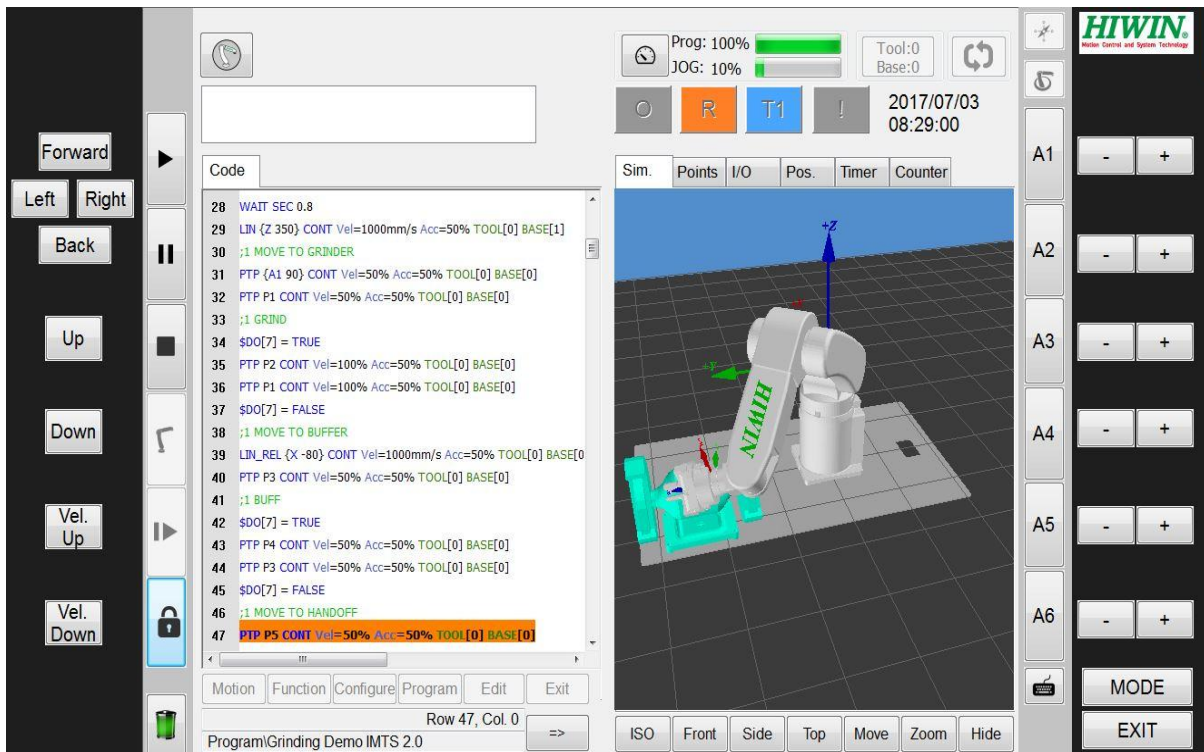 Forward
Left Right
Back
Up
Down
Vel.
Up
Vel.
Down
Code
28 WAIT SEC 0.8
29 LIN {Z 350} CONT Vel=1000mm/s Acc=50% TOOL[0] BASE[1]
30 ;1 MOVE TO GRINDER
31 PTP {A1 90} CONT Vel=50% Acc=50% TOOL[0] BASE[0]
32 PTP P1 CONT Vel=50% Acc=50% TOOL[0] BASE[0]
33 ;1 GRIND
34 $DO[7] = TRUE
35 PTP P2 CONT Vel=100% Acc=50% TOOL[0] BASE[0]
36 PTP P1 CONT Vel=100% Acc=50% TOOL[0] BASE[0]
37 $DO[7] = FALSE
38 ;1 MOVE TO BUFFER
39 LIN_REL {X -80} CONT Vel=1000mm/s Acc=50% TOOL[0] BASE[0
40 PTP P3 CONT Vel=50% Acc=50% TOOL[0] BASE[0]
41 ;1 BUFF
42 $DO[7] = TRUE
43 PTP P4 CONT Vel=50% Acc=50% TOOL[0] BASE[0]
44 PTP P3 CONT Vel=50% Acc=50% TOOL[0] BASE[0]
45 $DO[7] = FALSE
46 ;1 MOVE TO HANDOFF
47 PTP P5 CONT Vel=50% Acc=50% TOOL[0] BASE[0]
Motion Function Configure Program Edit Exit
Row 47, Col. 0
Program\Grinding Demo IMTS 2.0
=>
Prog: 100%
JOG: 10%
Tool:0
Base:0
O R T1 !
2017/07/03
08:29:00
Sim. Points I/O Pos. Timer Counter
+Z
+Y
HIWIN
ISO Front Side Top Move Zoom Hide
HIWIN®
Motion Control and System Technology
A1 - +
A2 - +
A3 - +
A4 - +
A5 - +
A6 - +
MODE
EXIT